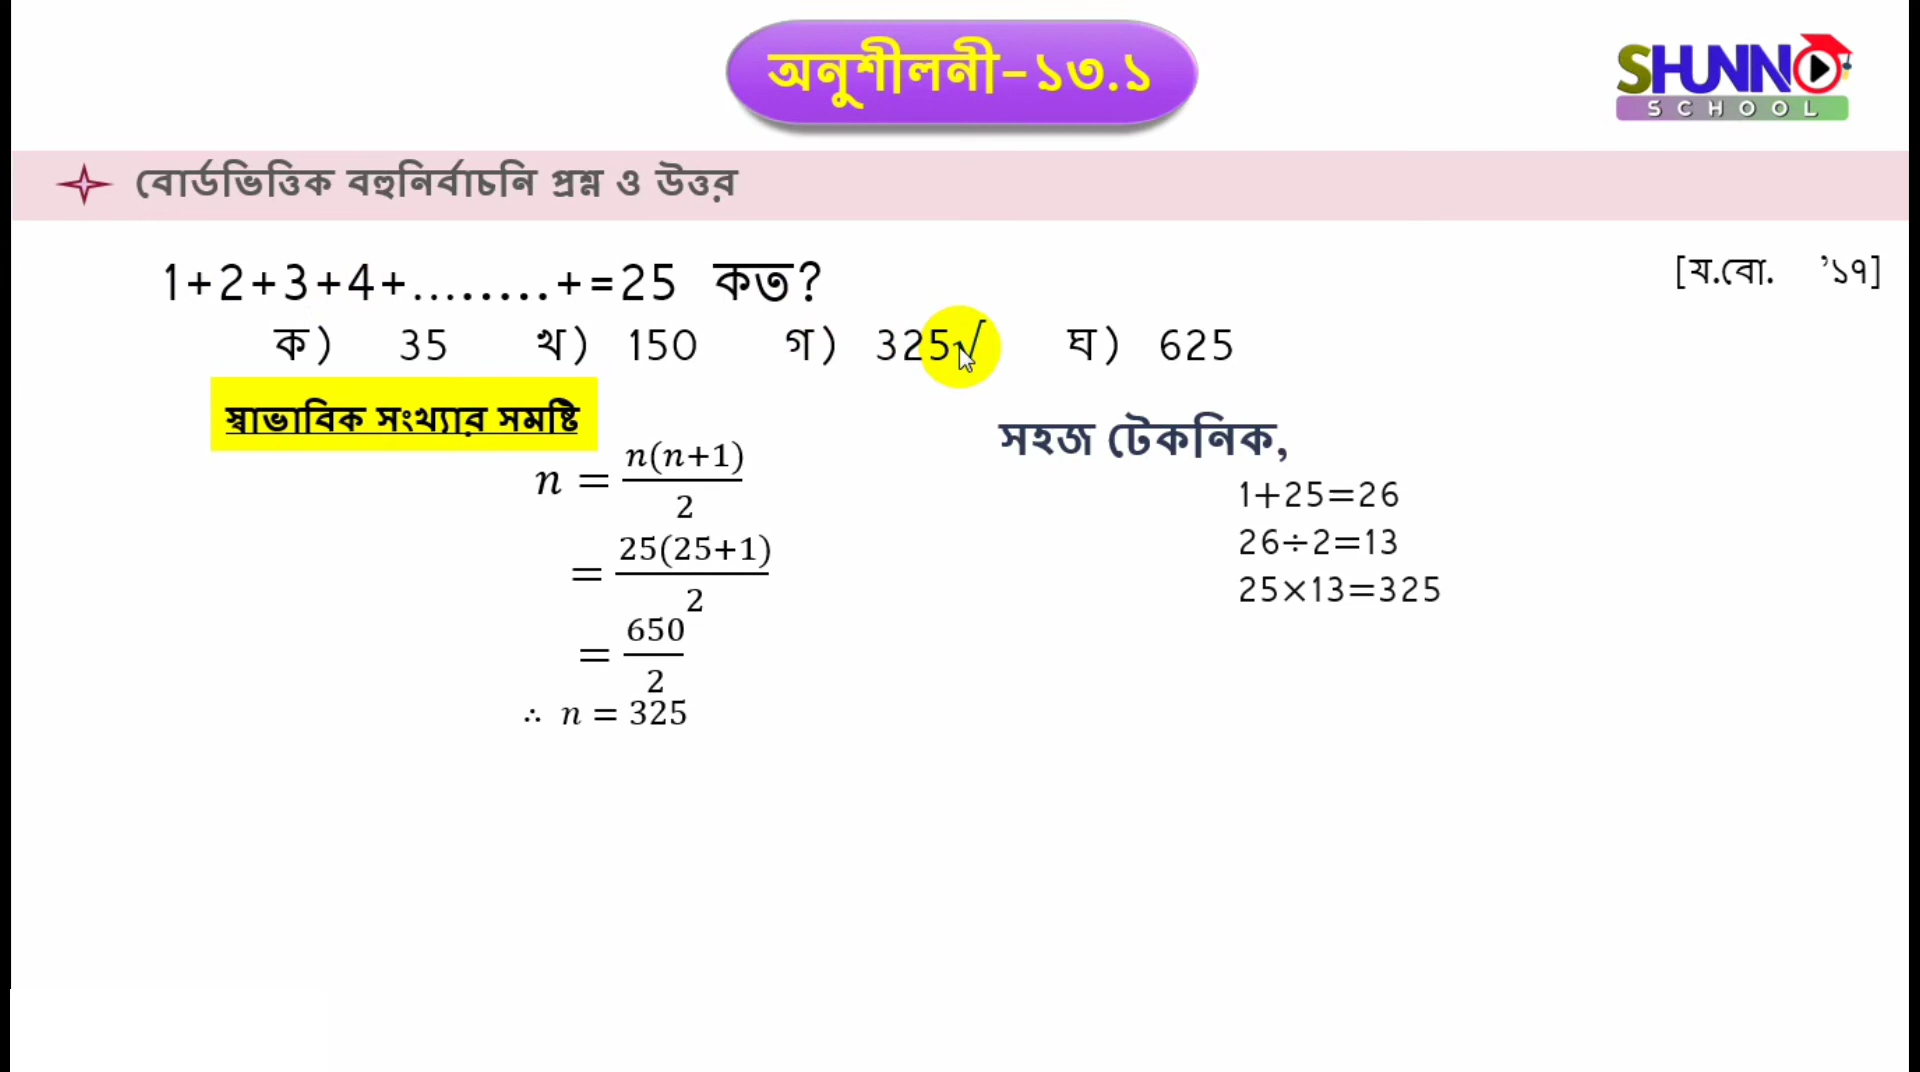 অনুশীলনী-১৩.১
SHUNNO
SCHOOL
বোর্ডভিত্তিক বহুনির্বাচনি প্রশ্ন ও উত্তর
1+2+3+4+........+=25 কত? [য.বো. ’১৭]
ক) 35 খ) 150 গ) 325√ ঘ) 625
স্বাভাবিক সংখ্যার সমষ্টি
n = n(n+1)/2
= 25(25+1)/2
= 650/2
∴ n = 325
সহজ টেকনিক,
1+25=26
26÷2=13
25×13=325